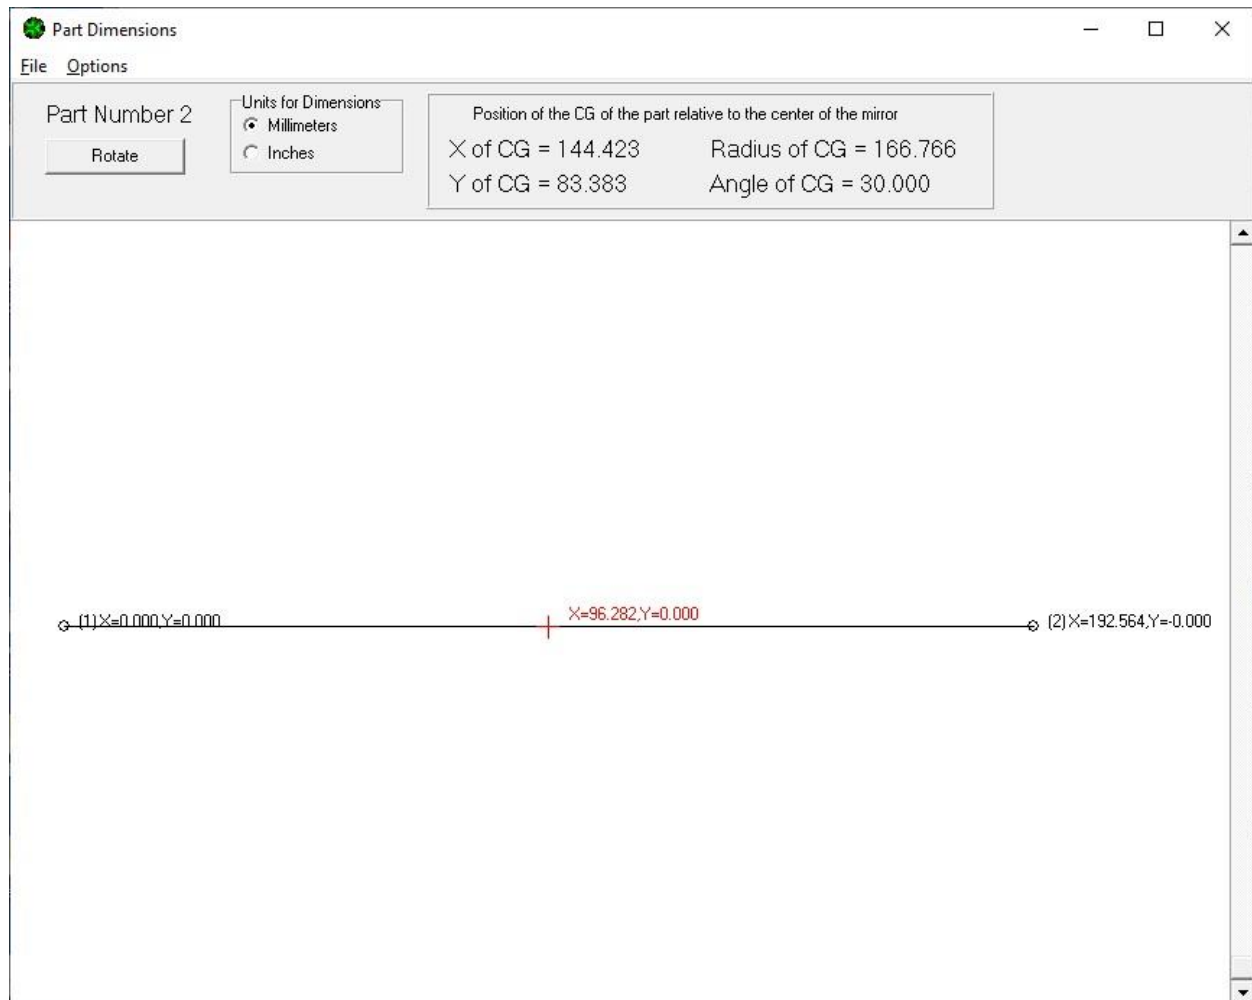 Part Dimensions
File Options
Part Number 2
Rotate
Units for Dimensions
Millimeters
Inches
Position of the CG of the part relative to the center of the mirror
X of CG = 144.423 Radius of CG = 166.766
Y of CG = 83.383 Angle of CG = 30.000
X=96.282,Y=0.000
(1)X=0.000,Y=0.000
(2)X=192.564,Y=-0.000